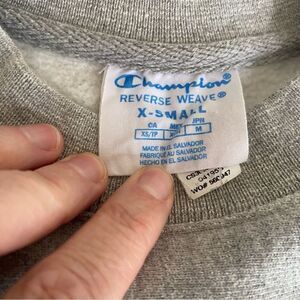 Champion
REVERSE WEAVE®
X-SMALL
CA MEX JPN
XS/TP M
MADE IN EL SALVADOR
FABRIQUÉ AU SALVADOR
HECHO EN EL SALVADOR